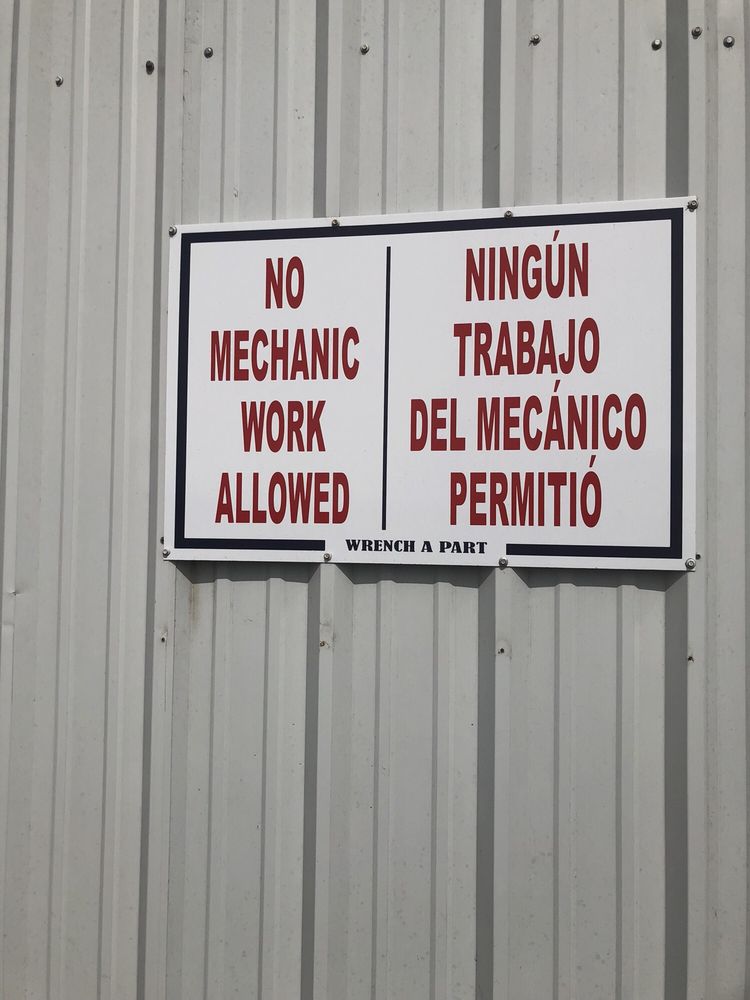 NO
MECHANIC
WORK
ALLOWED
NINGÚN
TRABAJO
DEL MECÁNICO
PERMITIÓ
WRENCH A PART